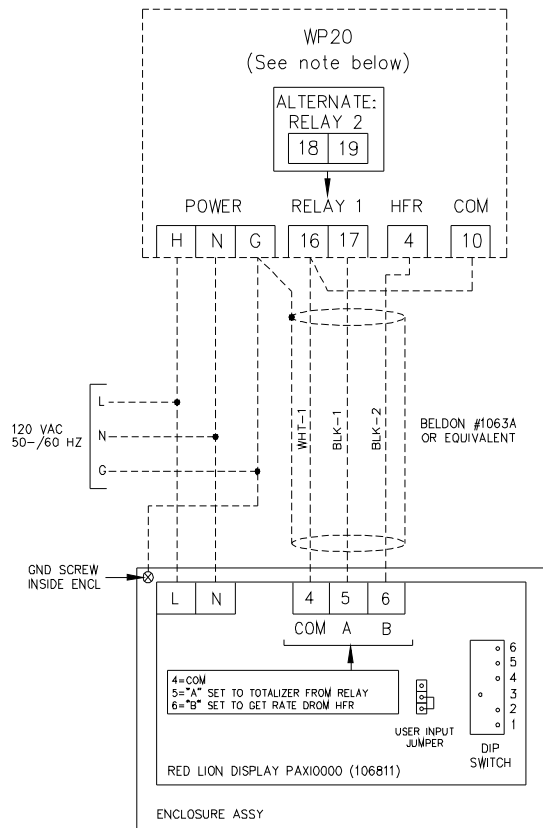 WP20
(See note below)
ALTERNATE:
RELAY 2
18 19
POWER RELAY 1 HFR COM
H N G 16 17 4 10
L
120 VAC
50-/60 HZ
N
G
WHT-1
BLK-1
BLK-2
BELDON #1063A
OR EQUIVALENT
GND SCREW
INSIDE ENCL
L N 4 5 6
COM A B
4=COM
5="A" SET TO TOTALIZER FROM RELAY
6="B" SET TO GET RATE DROM HFR
USER INPUT
JUMPER
6
5
4
3
2
1
DIP
SWITCH
RED LION DISPLAY PAXI0000 (106811)
ENCLOSURE ASSY